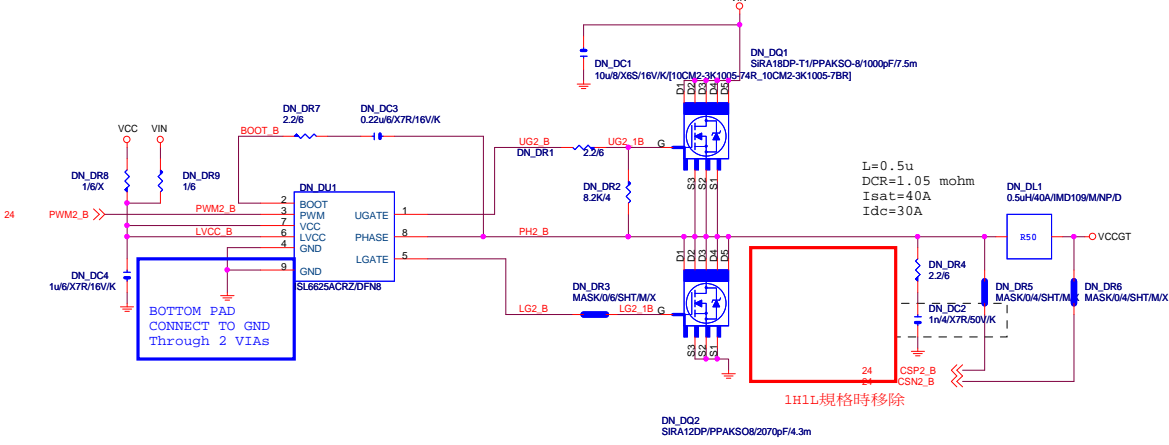 DN_DQ1
SiRA18DP-T1/PPAKSO-8/1000pF/7.5m
DN_DC1
10u/8/X6S/16V/K/[10CM2-3K1005-74R_10CM2-3K1005-7BR]
D1
D2
D3
D4
D5
DN_DR7
2.2/6
DN_DC3
0.22u/6/X7R/16V/K
VCC
VIN
BOOT_B
UG2_B
UG2_1B
G
DN_DR1
2.2/6
DN_DR8
1/6/X
DN_DR9
1/6
DN_DU1
DN_DR2
8.2K/4
S3
S2
S1
L=0.5u
DCR=1.05 mohm
Isat=40A
Idc=30A
DN_DL1
0.5uH/40A/IMD109/M/NP/D
24
PWM2_B
PWM2_B
LVCC_B
2
BOOT
3
PWM
7
VCC
6
LVCC
4
GND
9
GND
UGATE
1
PHASE
8
LGATE
5
PH2_B
R50
VCCGT
SL6625ACRZ/DFN8
DN_DC4
1u/6/X7R/16V/K
BOTTOM PAD
CONNECT TO GND
Through 2 VIAs
D1
D2
D3
D4
D5
DN_DR3
MASK/0/6/SHT/M/X
LG2_B
LG2_1B
G
S3
S2
S1
DN_DR4
2.2/6
DN_DC2
1n/4/X7R/50V/K
DN_DR5
MASK/0/4/SHT/M/X
DN_DR6
MASK/0/4/SHT/M/X
24
CSP2_B
24
CSN2_B
1H1L規格時移除
DN_DQ2
SIRA12DP/PPAKSO8/2070pF/4.3m